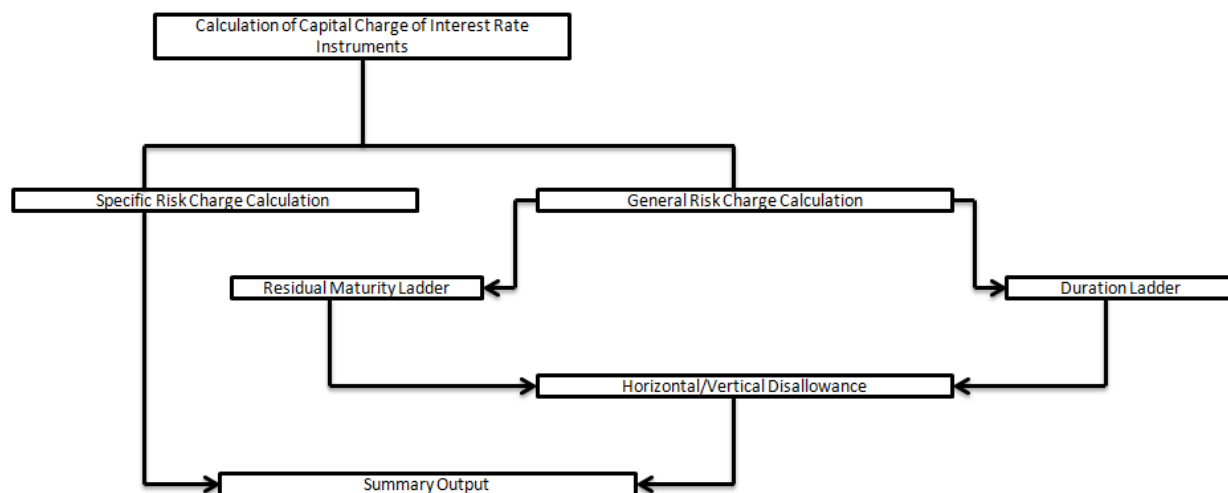 Calculation of Capital Charge of Interest Rate
Instruments
Specific Risk Charge Calculation
General Risk Charge Calculation
Residual Maturity Ladder
Duration Ladder
Horizontal/Vertical Disallowance
Summary Output